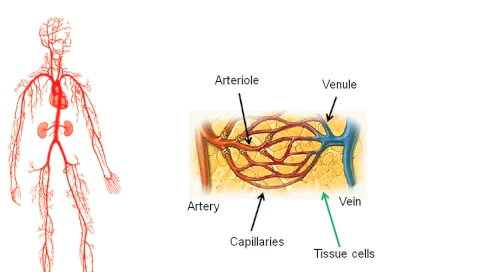 Arteriole
Venule
Artery
Vein
Capillaries
Tissue cells